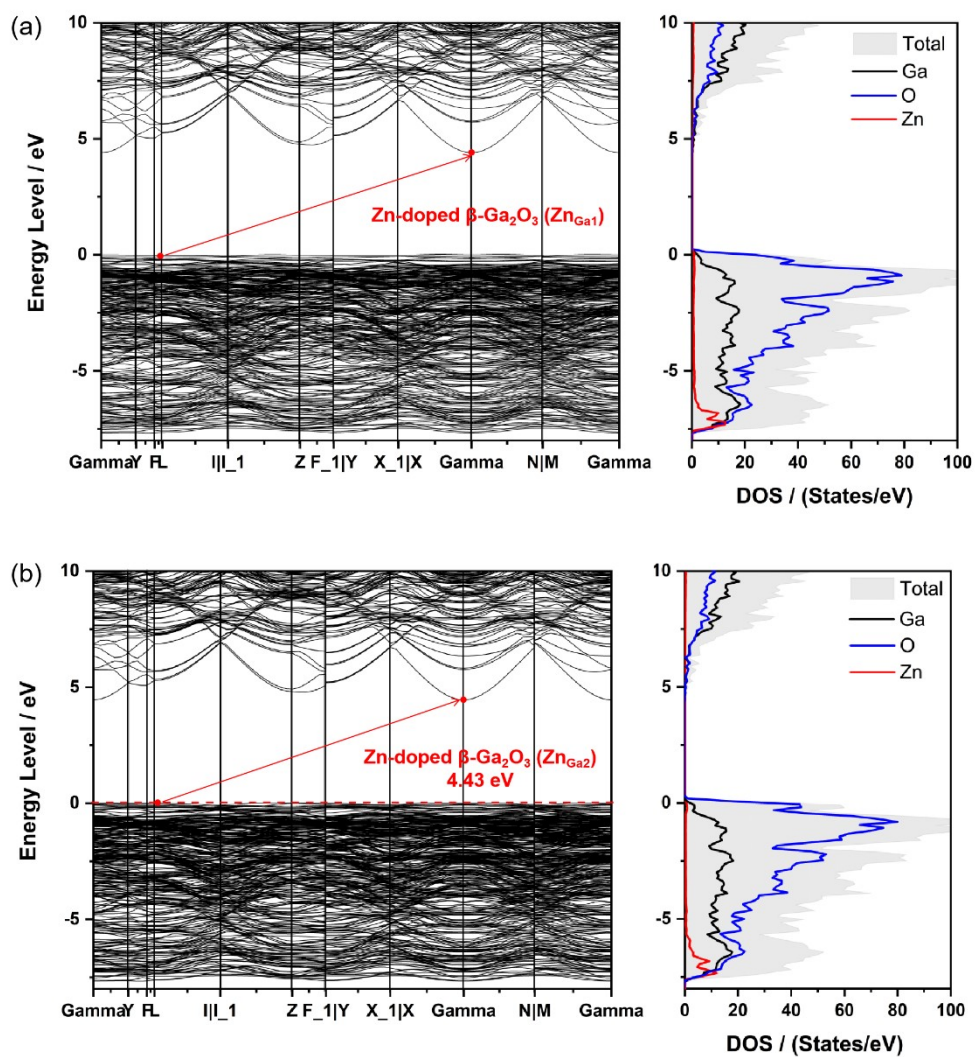 (a)
10
5
0
-5
Energy Level / eV
Zn-doped β-Ga2O3 (ZnGa1)
Gamma Y F L I|I_1 Z F_1|Y X_1|X Gamma N|M Gamma
Total
Ga
O
Zn
10
5
0
-5
0 20 40 60 80 100
DOS / (States/eV)
(b)
10
5
0
-5
Energy Level / eV
Zn-doped β-Ga2O3 (ZnGa2)
4.43 eV
Gamma Y F L I|I_1 Z F_1|Y X_1|X Gamma N|M Gamma
Total
Ga
O
Zn
10
5
0
-5
0 20 40 60 80 100
DOS / (States/eV)